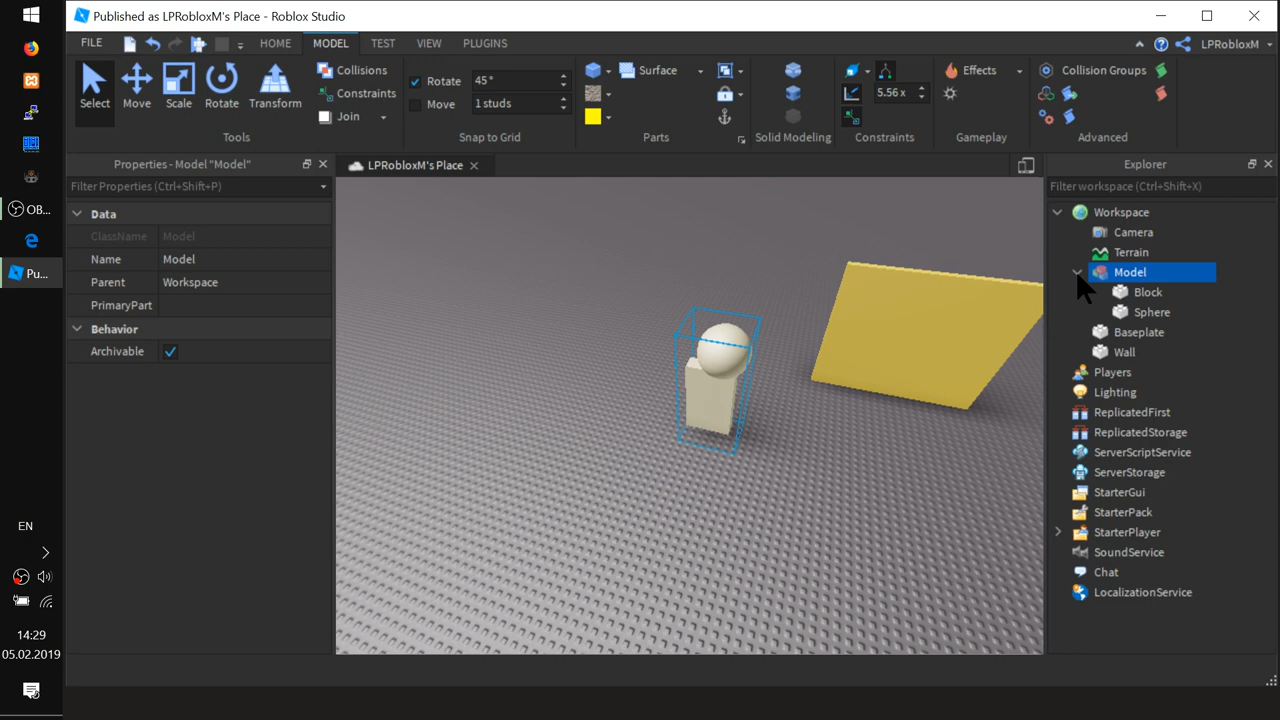 Published as LPRobloxM's Place - Roblox Studio
FILE HOME MODEL TEST VIEW PLUGINS LPRobloxM
Select Move Scale Rotate Transform
Collisions
Constraints
Join
Tools
Rotate 45°
Move 1 studs
Snap to Grid
Surface
Parts
Solid Modeling
5.56 x
Constraints
Effects
Gameplay
Collision Groups
Advanced
Properties - Model "Model"
Filter Properties (Ctrl+Shift+P)
Data
ClassName Model
Name Model
Parent Workspace
PrimaryPart
Behavior
Archivable
LPRobloxM's Place
Explorer
Filter workspace (Ctrl+Shift+X)
Workspace
Camera
Terrain
Model
Block
Sphere
Baseplate
Wall
Players
Lighting
ReplicatedFirst
ReplicatedStorage
ServerScriptService
ServerStorage
StarterGui
StarterPack
StarterPlayer
SoundService
Chat
LocalizationService
OB...
Pu...
EN
14:29
05.02.2019